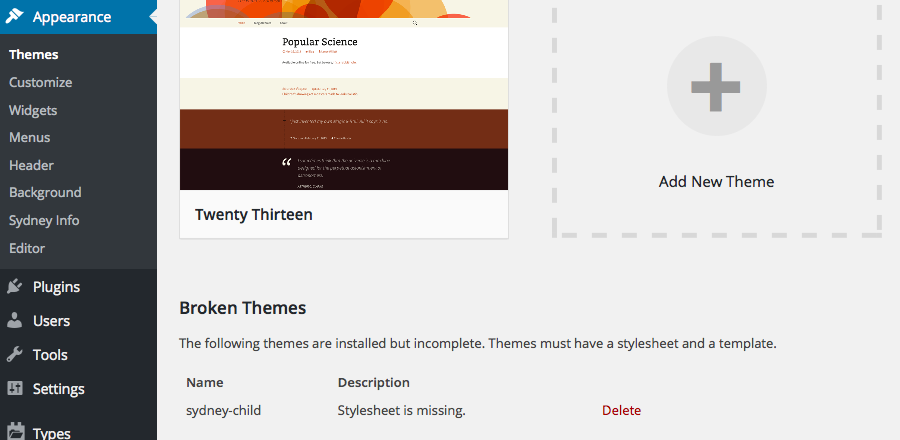 Appearance
Themes
Customize
Widgets
Menus
Header
Background
Sydney Info
Editor
Plugins
Users
Tools
Settings
Types
Popular Science
Twenty Thirteen
Add New Theme
Broken Themes
The following themes are installed but incomplete. Themes must have a stylesheet and a template.
Name Description
sydney-child Stylesheet is missing. Delete